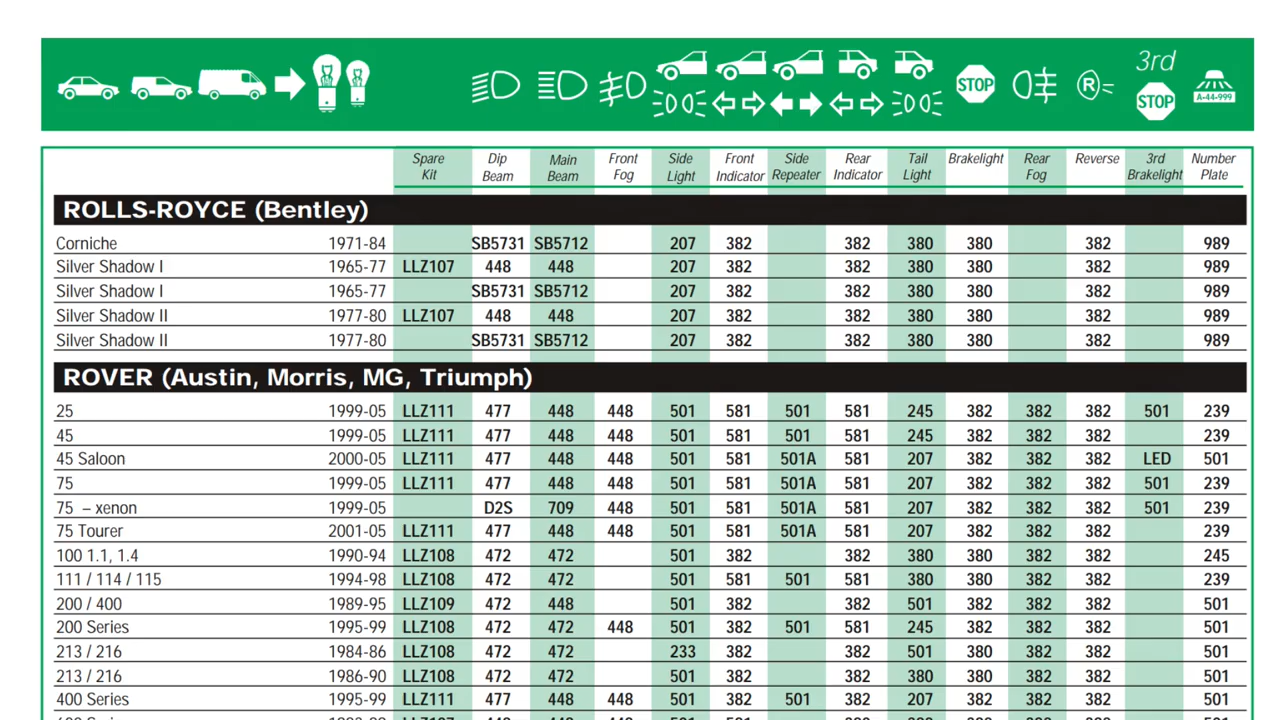 3rd
STOP
R
STOP
A-44-999
Spare Kit Dip Beam Main Beam Front Fog Side Light Front Indicator Side Repeater Rear Indicator Tail Light Brakelight Rear Fog Reverse 3rd Brakelight Number Plate
ROLLS-ROYCE (Bentley)
Corniche 1971-84 SB5731 SB5712 207 382 382 380 380 382 989
Silver Shadow I 1965-77 LLZ107 448 448 207 382 382 380 380 382 989
Silver Shadow I 1965-77 SB5731 SB5712 207 382 382 380 380 382 989
Silver Shadow II 1977-80 LLZ107 448 448 207 382 382 380 380 382 989
Silver Shadow II 1977-80 SB5731 SB5712 207 382 382 380 380 382 989
ROVER (Austin, Morris, MG, Triumph)
25 1999-05 LLZ111 477 448 448 501 581 501 581 245 382 382 382 501 239
45 1999-05 LLZ111 477 448 448 501 581 501 581 245 382 382 382 239
45 Saloon 2000-05 LLZ111 477 448 448 501 581 501A 581 207 382 382 382 LED 501
75 1999-05 LLZ111 477 448 448 501 581 501A 581 207 382 382 382 501 239
75 – xenon 1999-05 D2S 709 448 501 581 501A 581 207 382 382 382 501 239
75 Tourer 2001-05 LLZ111 477 448 448 501 581 501A 581 207 382 382 382 239
100 1.1, 1.4 1990-94 LLZ108 472 472 501 382 382 380 380 382 382 245
111 / 114 / 115 1994-98 LLZ108 472 472 501 581 501 581 380 380 382 382 239
200 / 400 1989-95 LLZ109 472 448 501 382 382 501 382 382 382 501
200 Series 1995-99 LLZ108 472 472 448 501 382 501 581 245 382 382 382 501
213 / 216 1984-86 LLZ108 472 472 233 382 382 501 382 382 382 501
213 / 216 1986-90 LLZ108 472 472 501 382 382 380 380 382 382 501
400 Series 1995-99 LLZ111 477 448 448 501 382 501 382 207 382 382 382 501